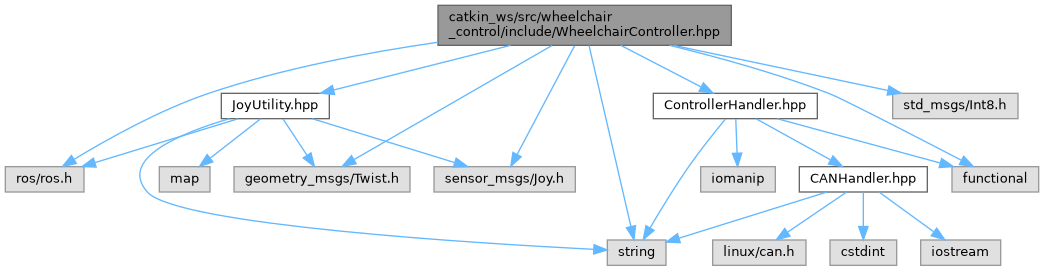 catkin_ws/src/wheelchair
_control/include/WheelchairController.hpp
JoyUtility.hpp
ControllerHandler.hpp
std_msgs/Int8.h
ros/ros.h
map
geometry_msgs/Twist.h
sensor_msgs/Joy.h
iomanip
CANHandler.hpp
functional
string
linux/can.h
cstdint
iostream